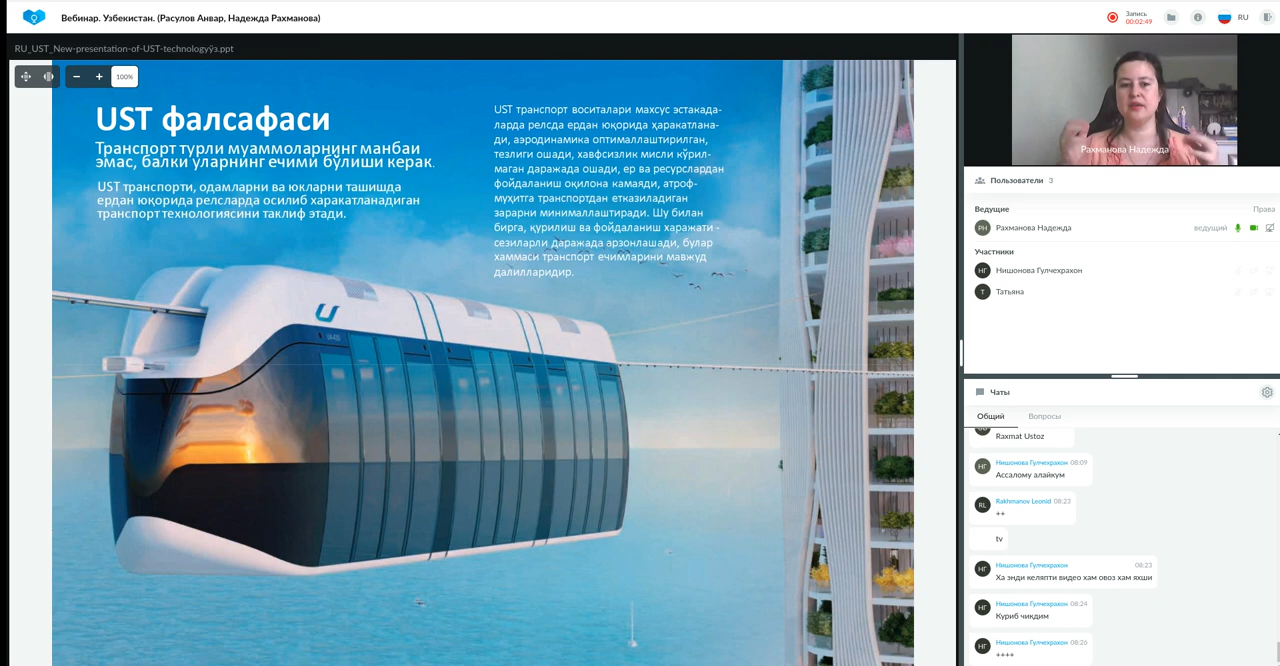 Вебинар. Узбекистан. (Расулов Анвар, Надежда Рахманова)
Запись
00:02:49
RU
RU_UST_New-presentation-of-UST-technologyўз.ppt
100%
UST фалсафаси
Транспорт турли муаммоларнинг манбаи
эмас, балки уларнинг ечими бўлиши керак.
UST транспорти, одамларни ва юкларни ташишда
ердан юқорида релсларда осилиб харакатланадиган
транспорт технологиясини таклиф этади.
UST транспорт воситалари махсус эстакада-
ларда релсда ердан юқорида ҳаракатлана-
ди, аэродинамика оптималлаштирилган,
тезлиги ошади, хавфсизлик мисли кўрил-
маган даражада ошади, ер ва ресурслардан
фойдаланиш оқилона камаяди, атроф-
муҳитга транспортдан етказиладиган
зарарни минималлаштиради. Шу билан
бирга, қурилиш ва фойдаланиш харажати -
сезиларли даражада арзонлашади, булар
хаммаси транспорт ечимларини мавжуд
далилларидир.
Рахманова Надежда
Пользователи 3
Ведущие Права
РН Рахманова Надежда ведущий
Участники
НГ Нишонова Гулчехрахон
Т Татьяна
Чаты
Общий Вопросы
Raxmat Ustoz
Нишонова Гулчехрахон 08:09
НГ Ассалому алайкум
Rakhmanov Leonid 08:23
RL ++
tv
Нишонова Гулчехрахон 08:23
НГ Ха энди келяпти видео хам овоз хам яхши
Нишонова Гулчехрахон 08:24
НГ Куриб чикдим
Нишонова Гулчехрахон 08:26
НГ ++++